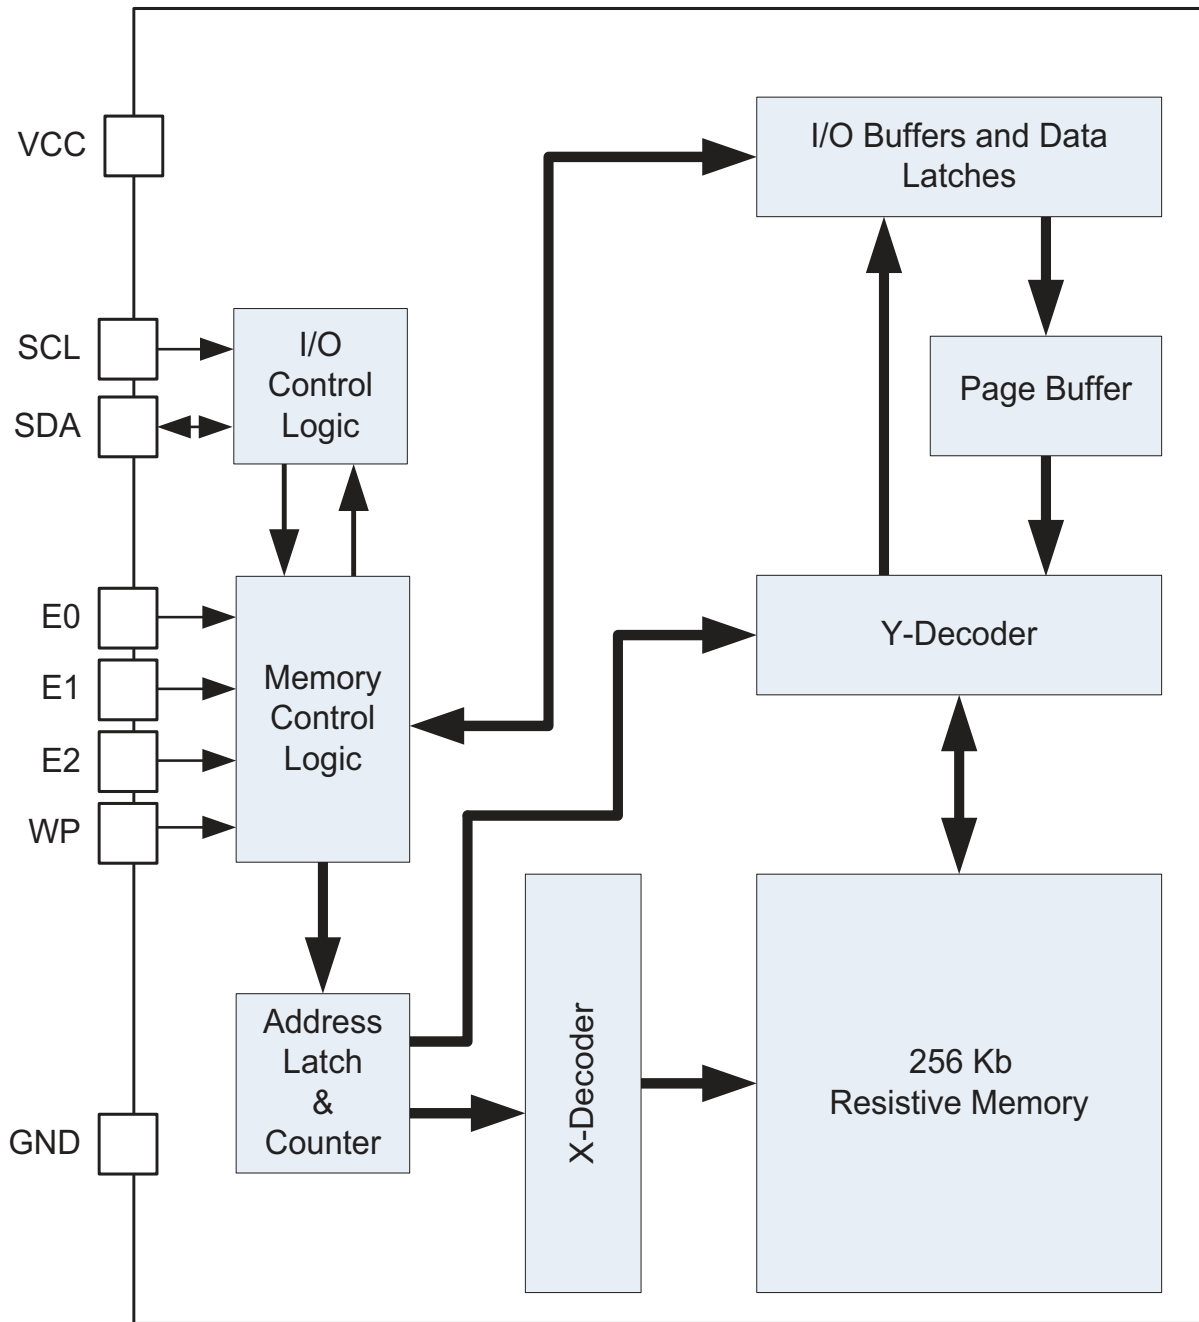 VCC
I/O Buffers and Data
Latches
SCL
SDA
I/O
Control
Logic
Page Buffer
E0
E1
E2
WP
Memory
Control
Logic
Y-Decoder
Address
Latch
&
Counter
X-Decoder
256 Kb
Resistive Memory
GND